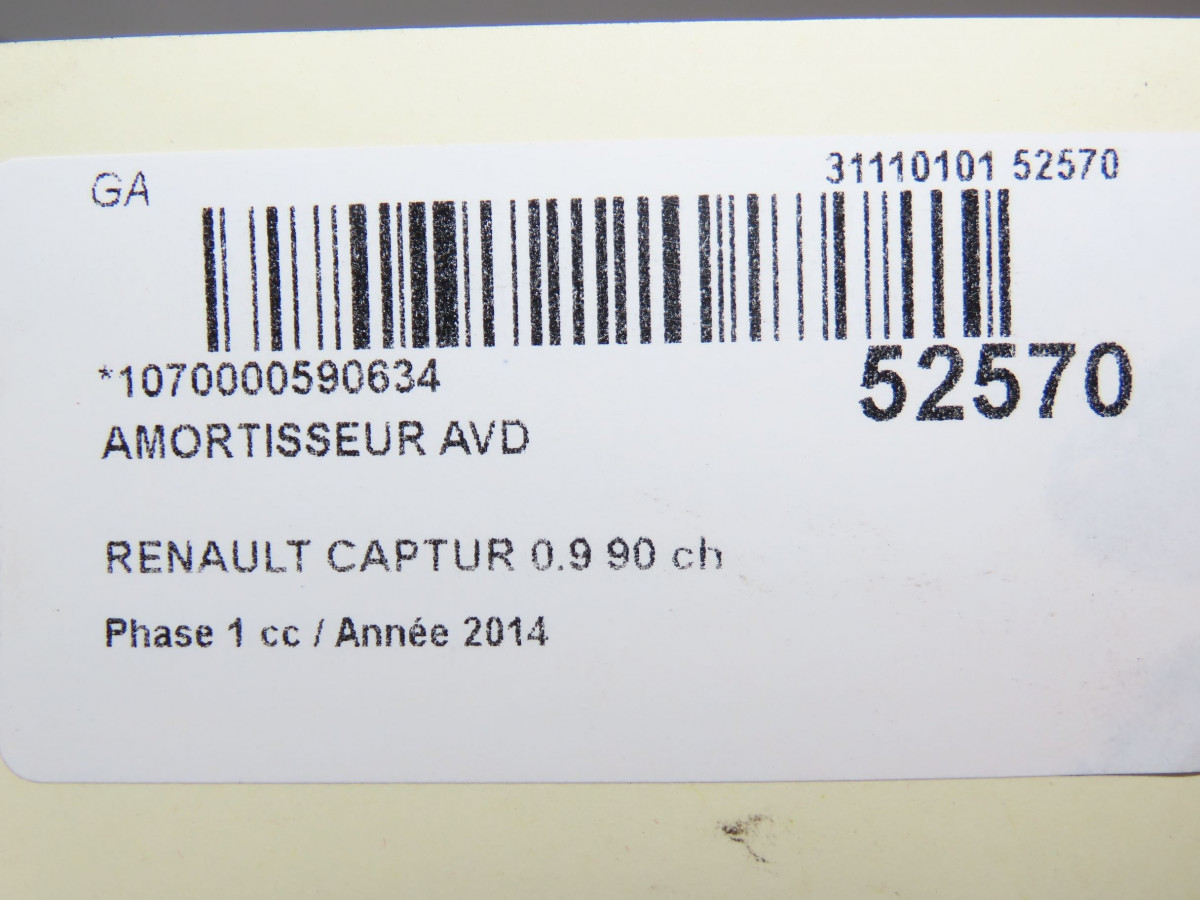 GA
31110101 52570
*1070000590634
52570
AMORTISSEUR AVD
RENAULT CAPTUR 0.9 90 ch
Phase 1 cc / Année 2014